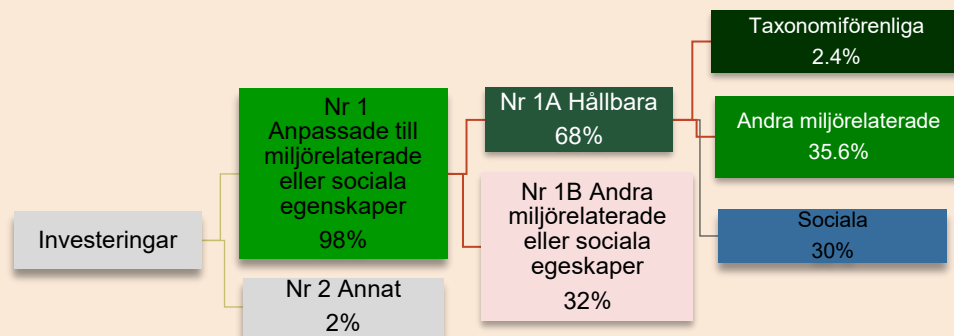 Investeringar
Nr 1
Anpassade till
miljörelaterade
eller sociala
egenskaper
98%
Nr 2 Annat
2%
Nr 1A Hållbara
68%
Nr 1B Andra
miljörelaterade
eller sociala
egeskaper
32%
Taxonomiförenliga
2.4%
Andra miljörelaterade
35.6%
Sociala
30%